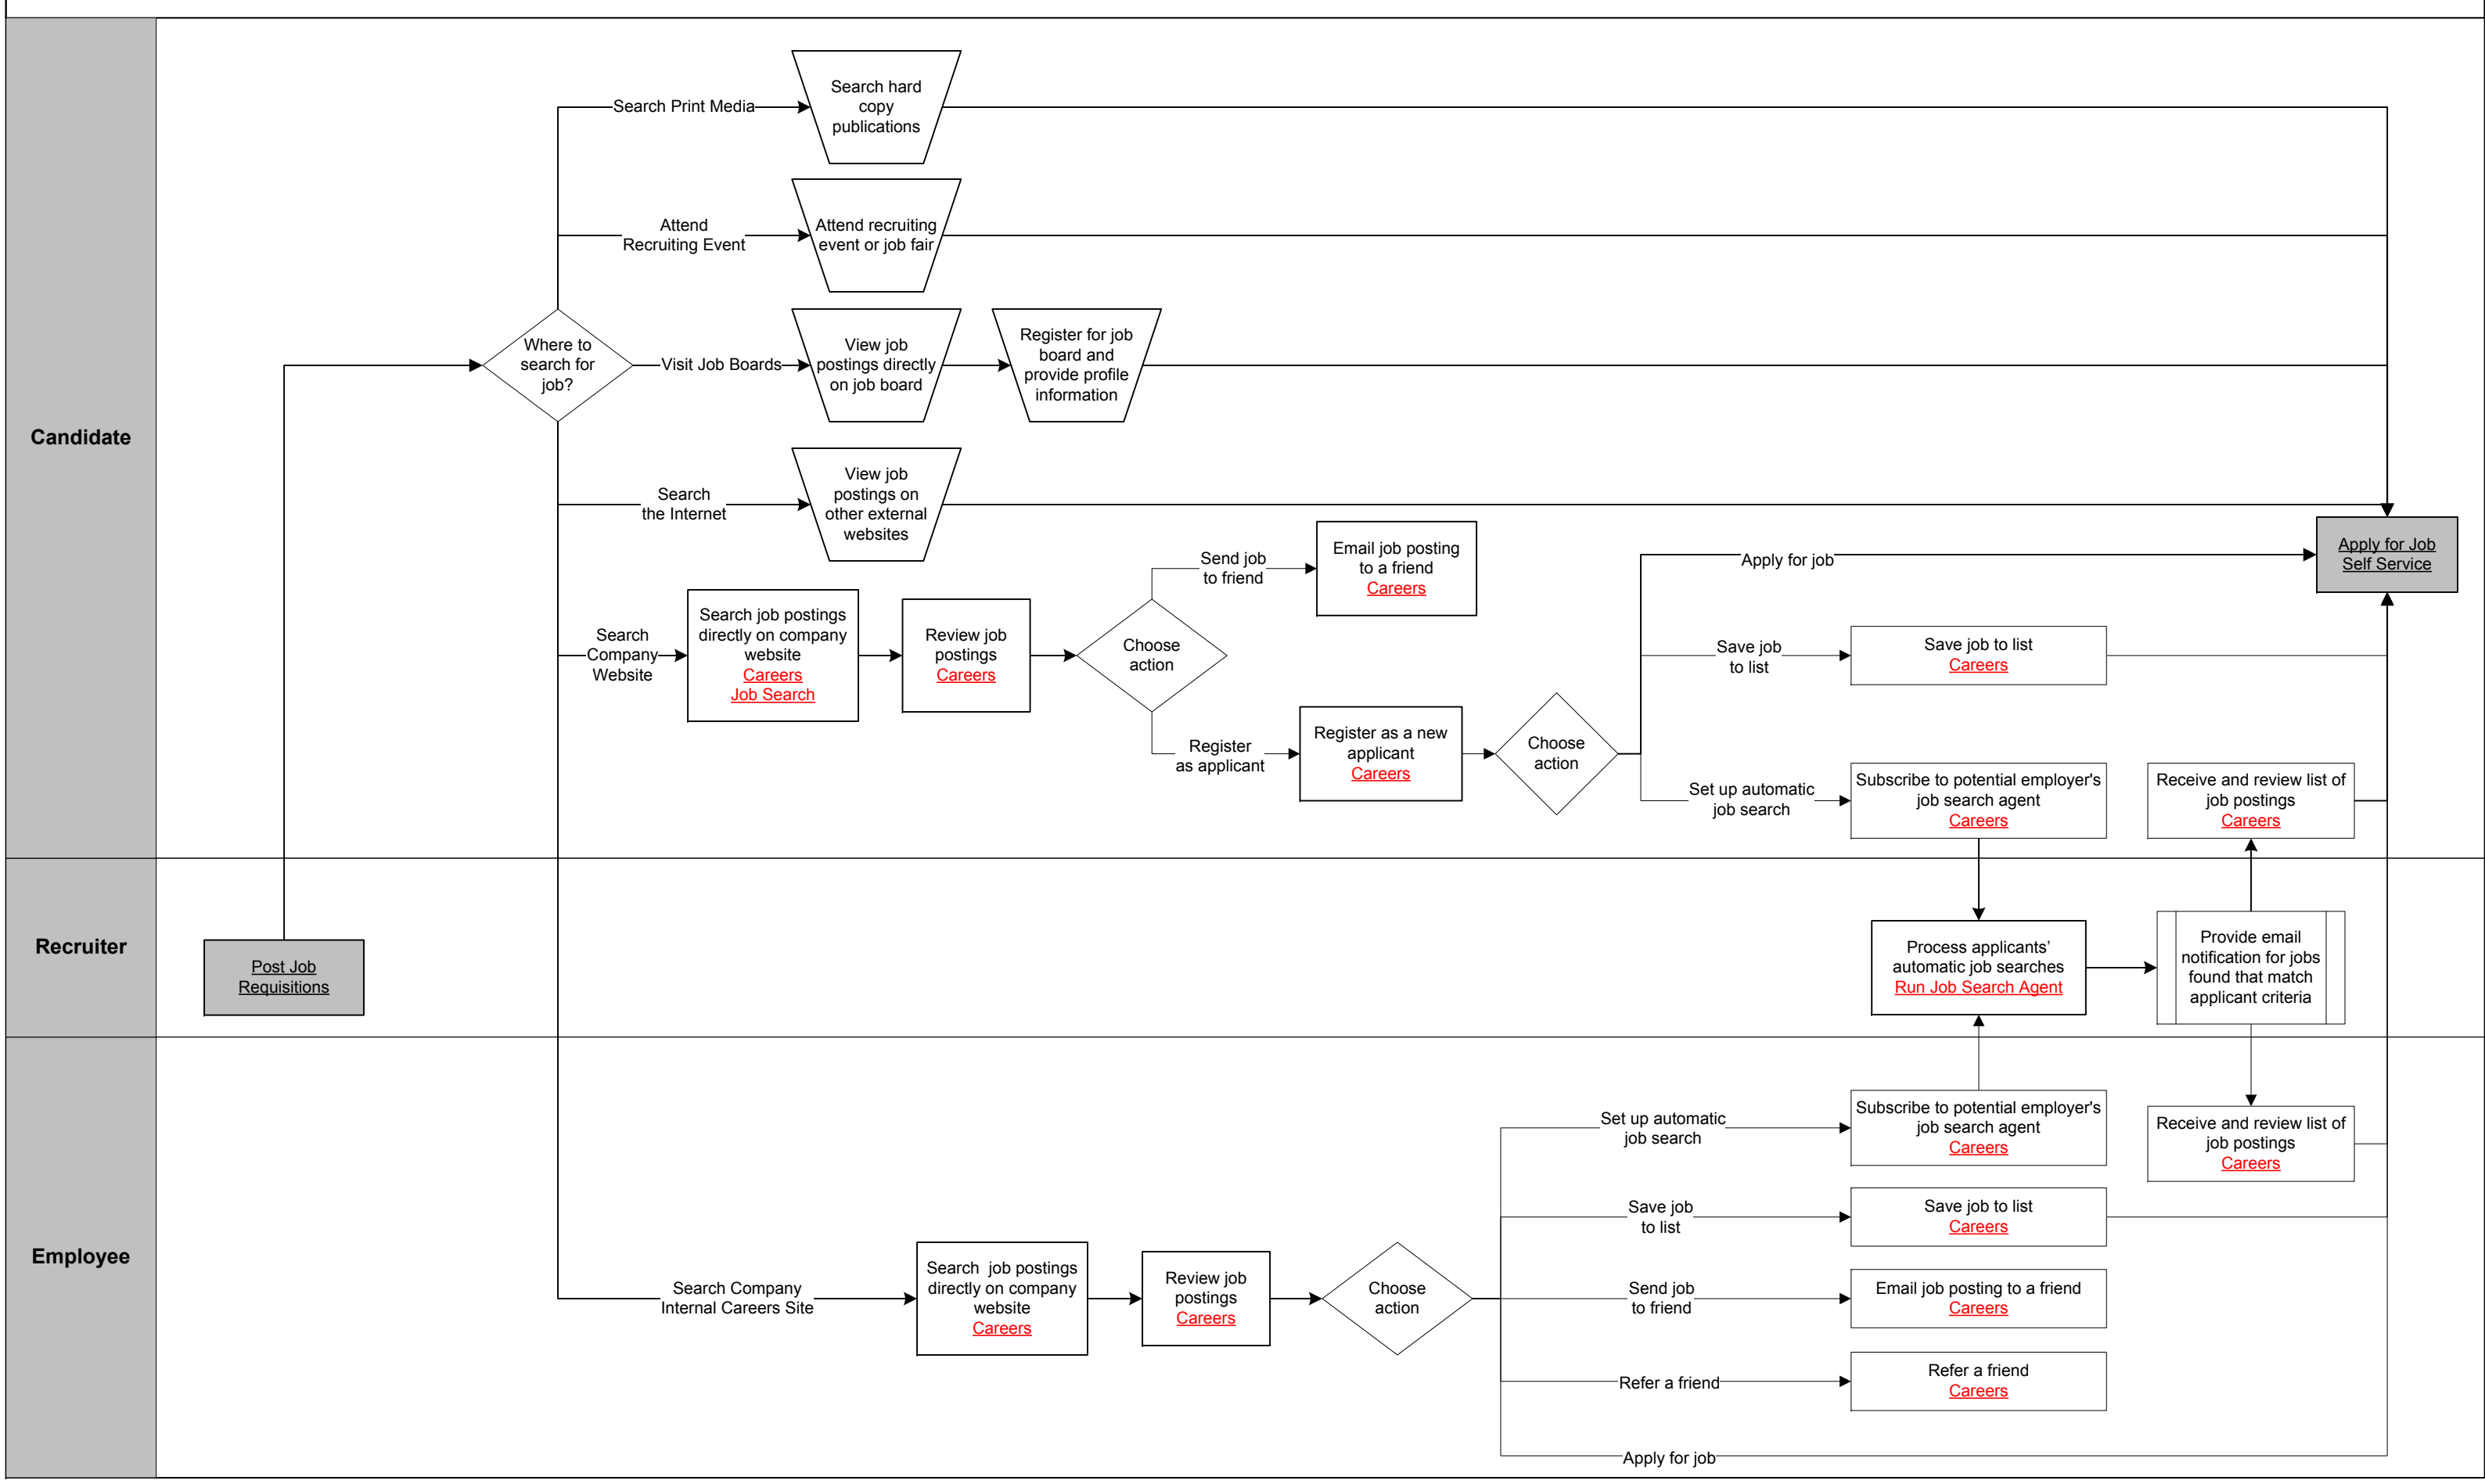 Candidate
Search Print Media
Search hard
copy
publications
Attend
Recruiting Event
Attend recruiting
event or job fair
Where to
search for
job?
Visit Job Boards
View job
postings directly
on job board
Register for job
board and
provide profile
information
Search
the Internet
View job
postings on
other external
websites
Search
Company
Website
Search job postings
directly on company
website
Careers
Job Search
Review job
postings
Careers
Choose
action
Send job
to friend
Email job posting
to a friend
Careers
Register
as applicant
Register as a new
applicant
Careers
Choose
action
Apply for job
Apply for Job
Self Service
Save job
to list
Save job to list
Careers
Set up automatic
job search
Subscribe to potential employer's
job search agent
Careers
Receive and review list of
job postings
Careers
Recruiter
Post Job
Requisitions
Process applicants’
automatic job searches
Run Job Search Agent
Provide email
notification for jobs
found that match
applicant criteria
Employee
Search Company
Internal Careers Site
Search  job postings
directly on company
website
Careers
Review job
postings
Careers
Choose
action
Set up automatic
job search
Subscribe to potential employer's
job search agent
Careers
Receive and review list of
job postings
Careers
Save job
to list
Save job to list
Careers
Send job
to friend
Email job posting to a friend
Careers
Refer a friend
Refer a friend
Careers
Apply for job